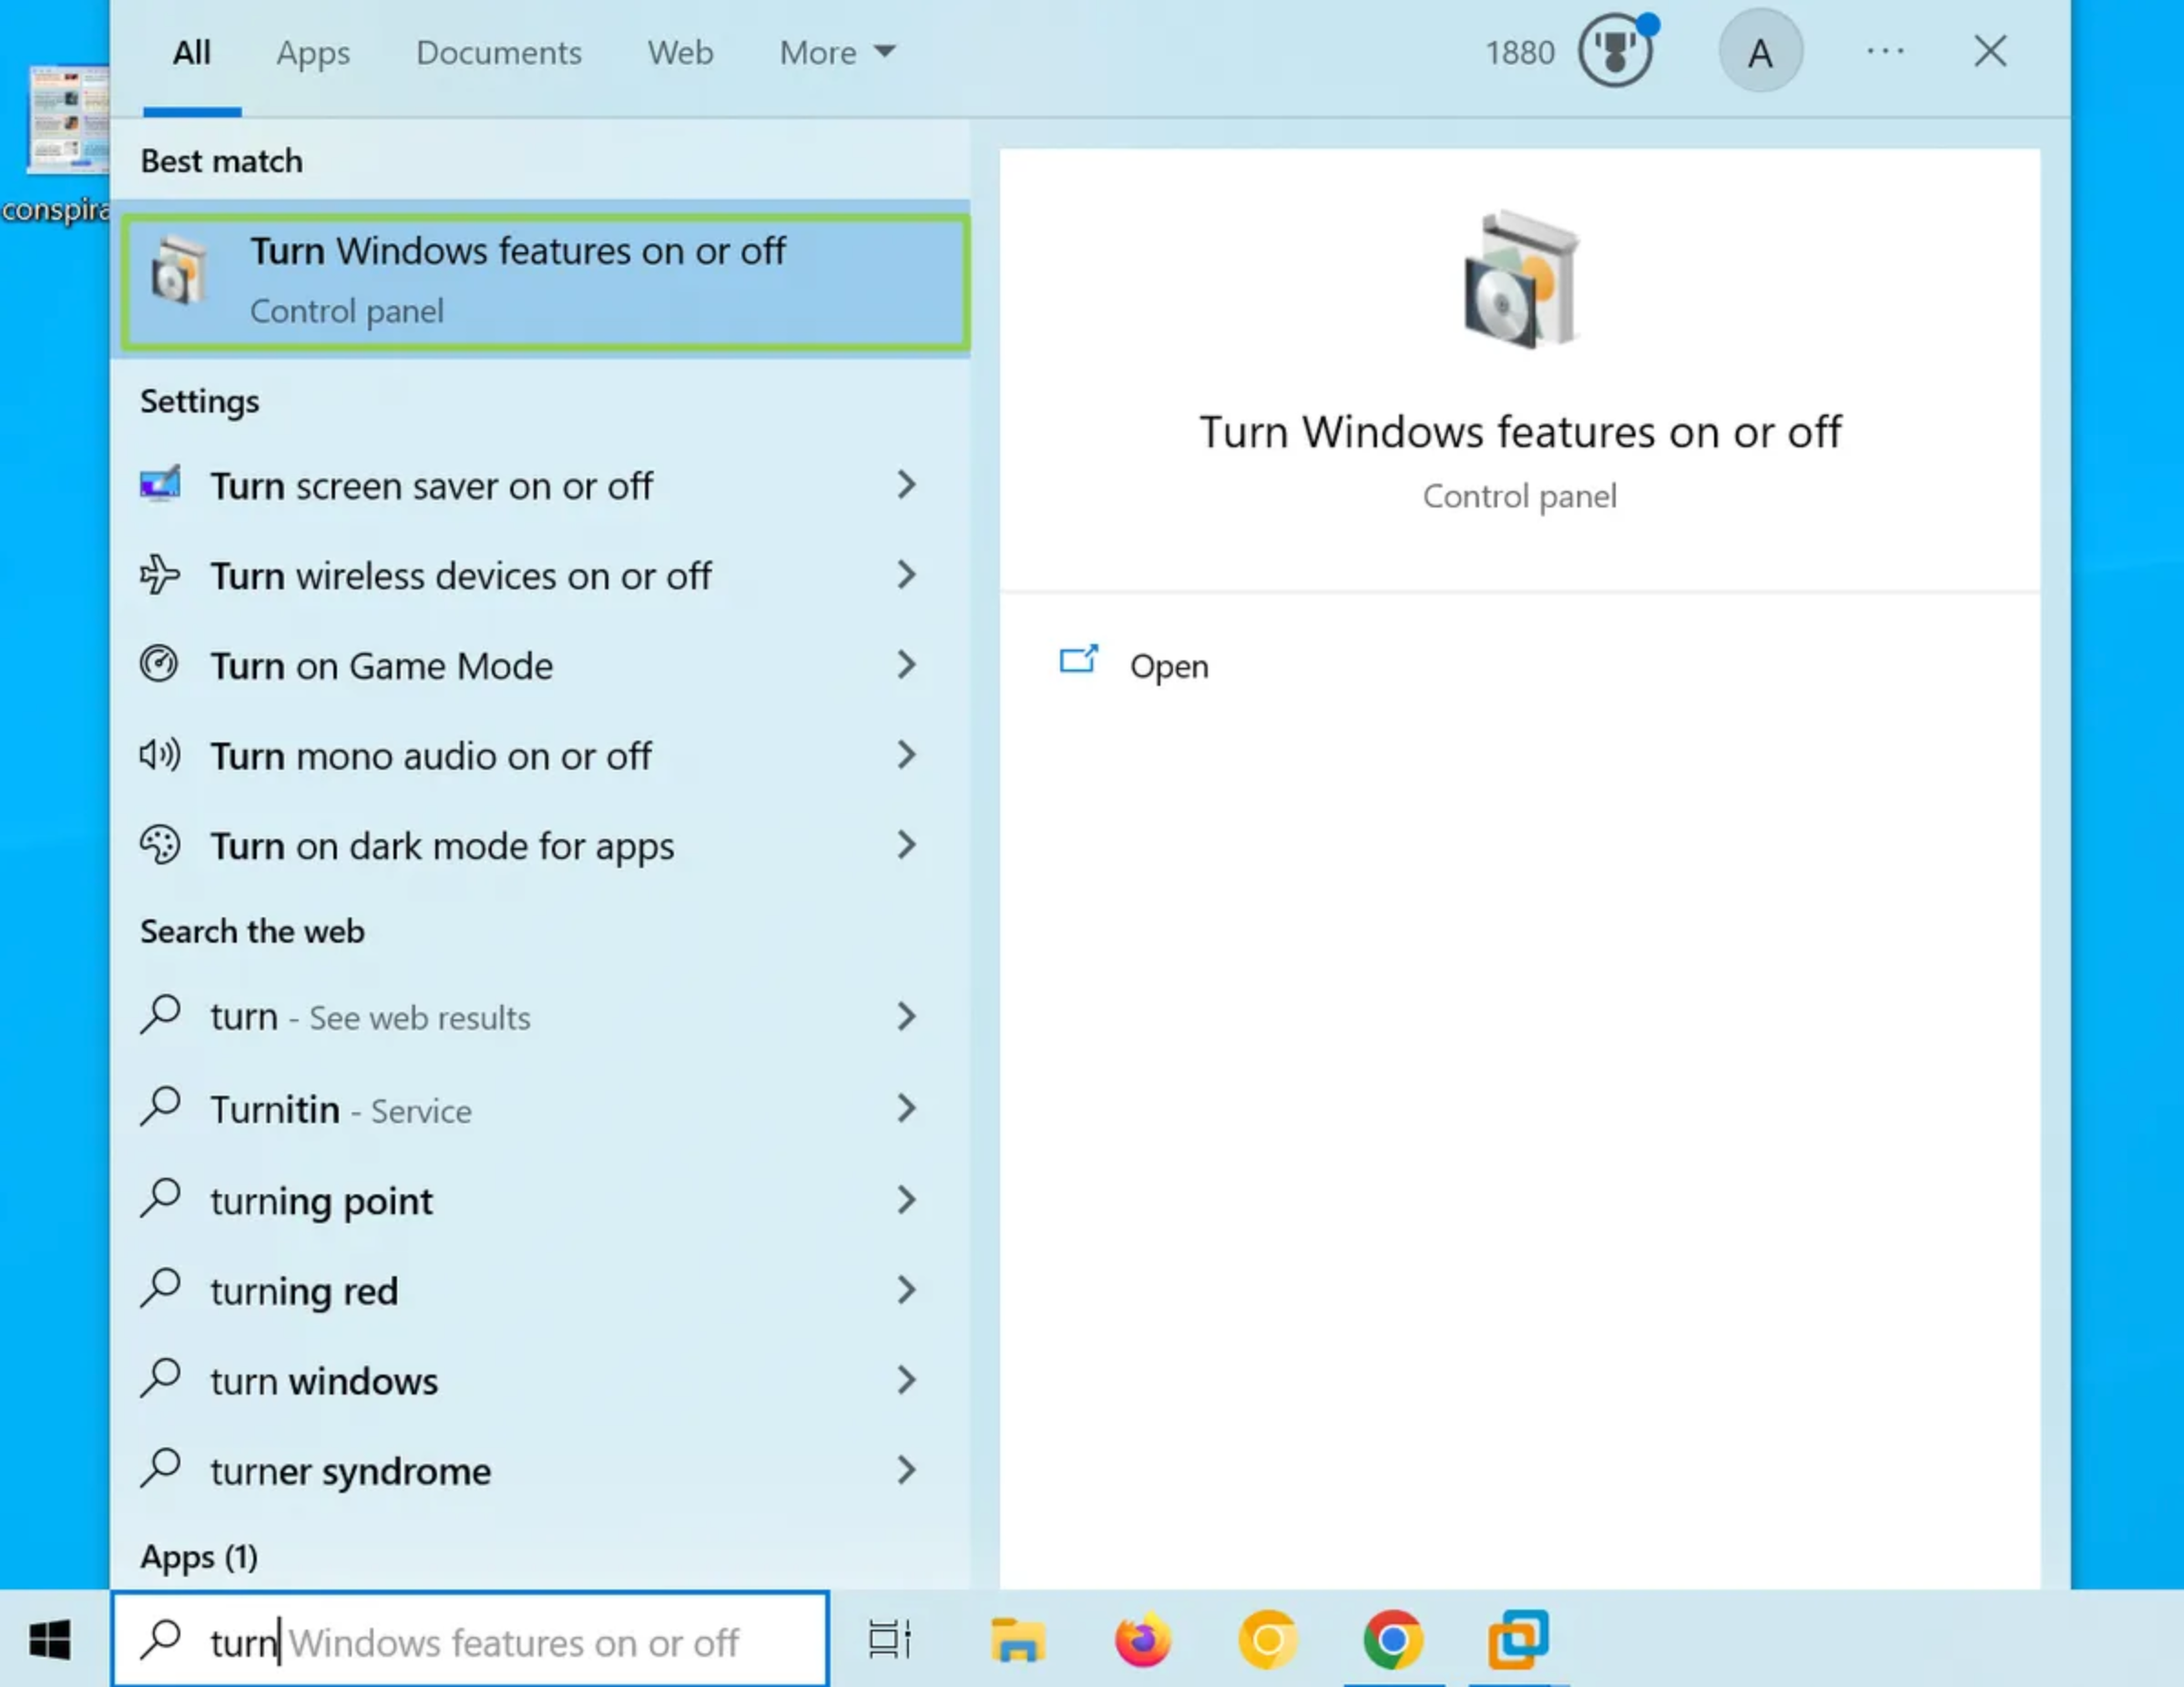 All Apps Documents Web More 1880 A
Best match
Turn Windows features on or off
Control panel
Settings
Turn screen saver on or off
Turn wireless devices on or off
Turn on Game Mode
Turn mono audio on or off
Turn on dark mode for apps
Search the web
turn - See web results
Turnitin - Service
turning point
turning red
turn windows
turner syndrome
Apps (1)
turn Windows features on or off
Turn Windows features on or off
Control panel
Open
conspira